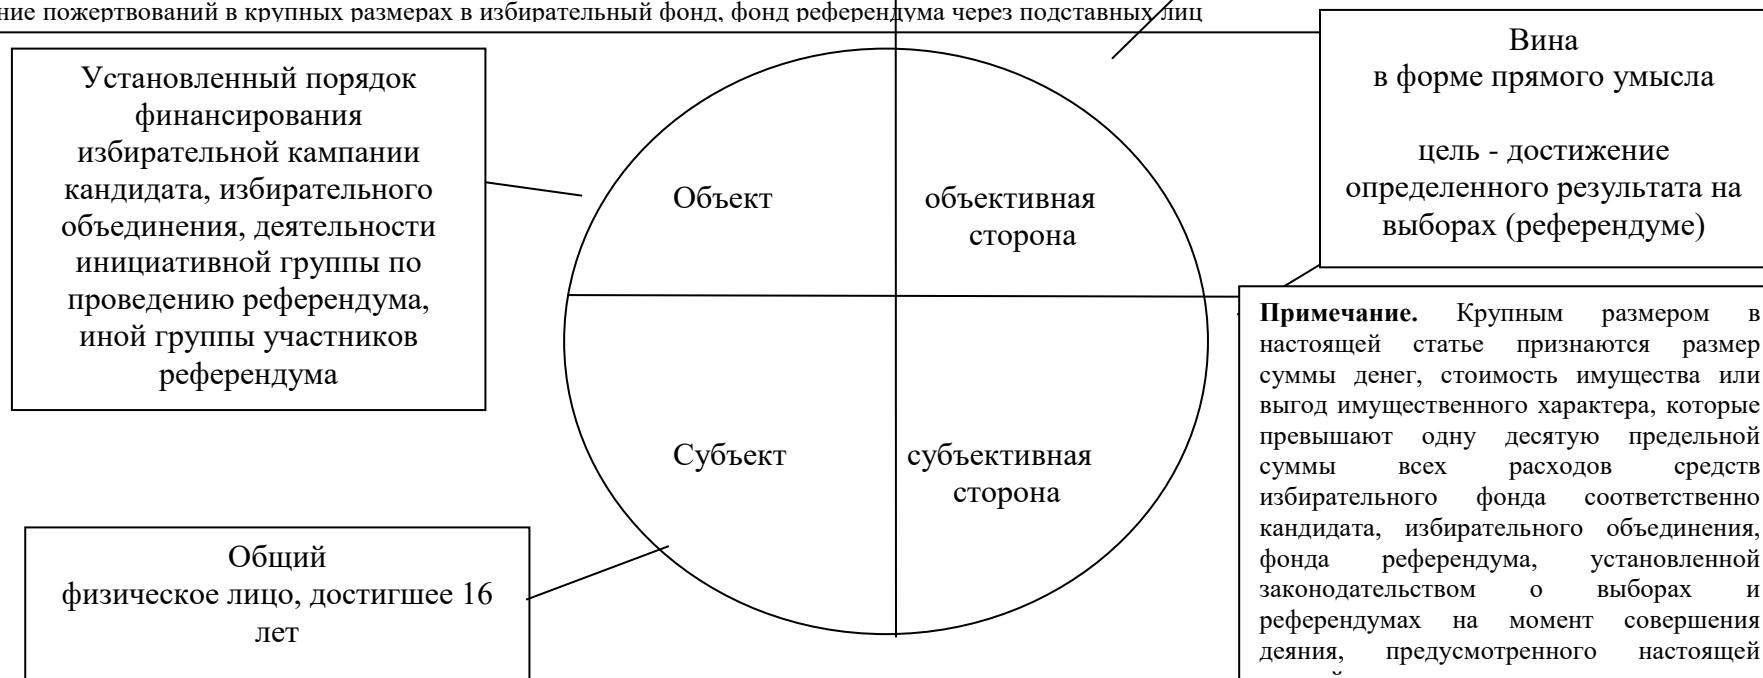 ние пожертвований в крупных размерах в избирательный фонд, фонд референдума через подставных лиц
Установленный порядок
финансирования
избирательной кампании
кандидата, избирательного
объединения, деятельности
инициативной группы по
проведению референдума,
иной группы участников
референдума
Объект
объективная
сторона
Вина
в форме прямого умысла
цель - достижение
определенного результата на
выборах (референдуме)
Субъект
субъективная
сторона
Общий
физическое лицо, достигшее 16
лет
Примечание. Крупным размером в
настоящей статье признаются размер
суммы денег, стоимость имущества или
выгод имущественного характера, которые
превышают одну десятую предельной
суммы всех расходов средств
избирательного фонда соответственно
кандидата, избирательного объединения,
фонда референдума, установленной
законодательством о выборах и
референдумах на момент совершения
деяния, предусмотренного настоящей